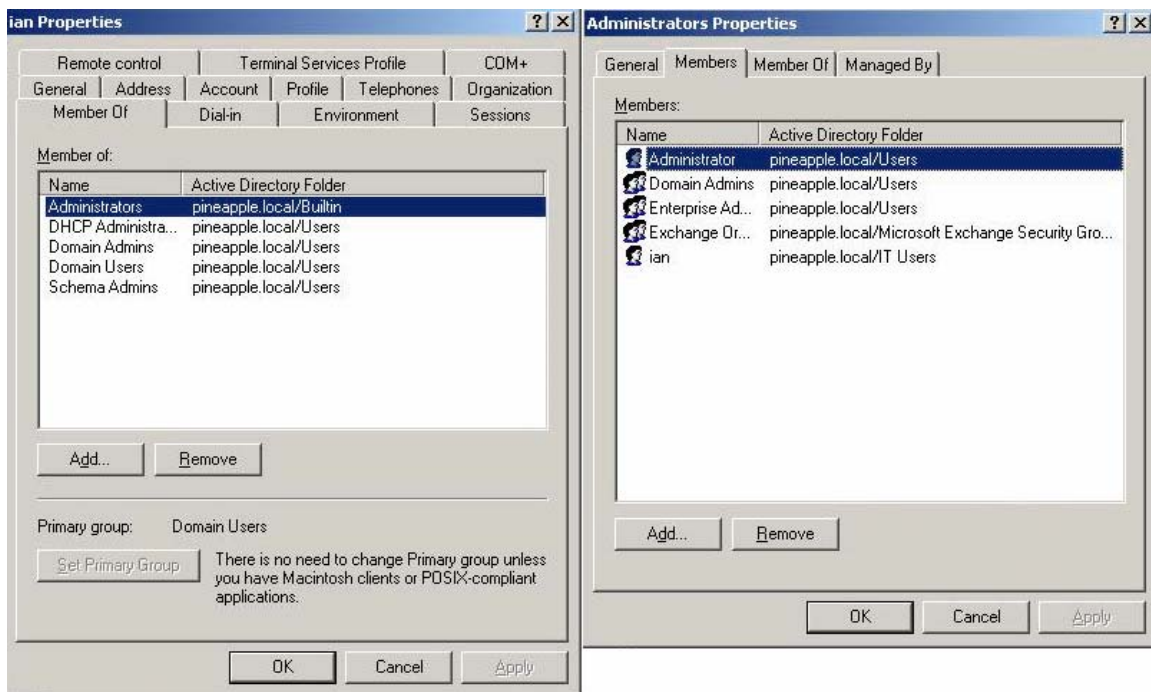 ian Properties
Remote control
Terminal Services Profile
COM+
General
Address
Account
Profile
Telephones
Organization
Member Of
Dial-in
Environment
Sessions
Member of:
Name
Active Directory Folder
Administrators pineapple.local/Builtin
DHCP Administra... pineapple.local/Users
Domain Admins pineapple.local/Users
Domain Users pineapple.local/Users
Schema Admins pineapple.local/Users
Add...
Remove
Primary group: Domain Users
Set Primary Group
There is no need to change Primary group unless
you have Macintosh clients or POSIX-compliant
applications.
OK
Cancel
Apply
Administrators Properties
General
Members
Member Of
Managed By
Members:
Name
Active Directory Folder
Administrator pineapple.local/Users
Domain Admins pineapple.local/Users
Enterprise Ad... pineapple.local/Users
Exchange Or... pineapple.local/Microsoft Exchange Security Gro...
ian pineapple.local/IT Users
Add...
Remove
OK
Cancel
Apply